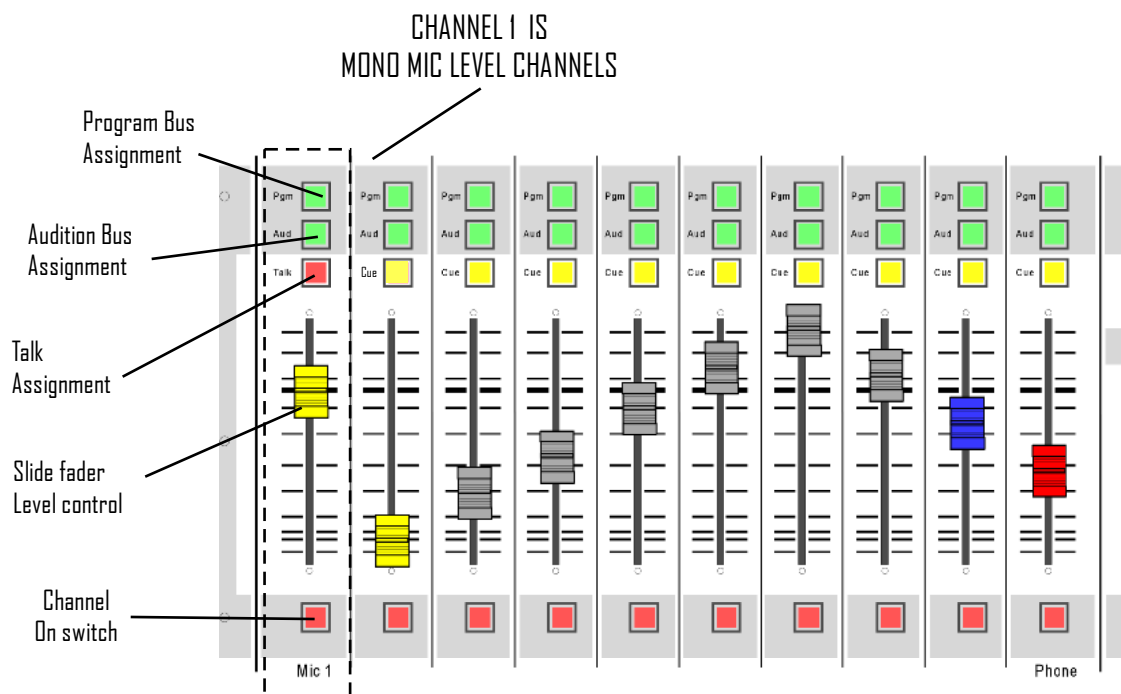 CHANNEL 1 IS
MONO MIC LEVEL CHANNELS
Program Bus
Assignment
Audition Bus
Assignment
Talk
Assignment
Slide fader
Level control
Channel
On switch
Pgm Pgm Pgm Pgm Pgm Pgm Pgm Pgm Pgm Pgm
Aud Aud Aud Aud Aud Aud Aud Aud Aud Aud
Talk Cue Cue Cue Cue Cue Cue Cue Cue Cue
Mic 1 Phone